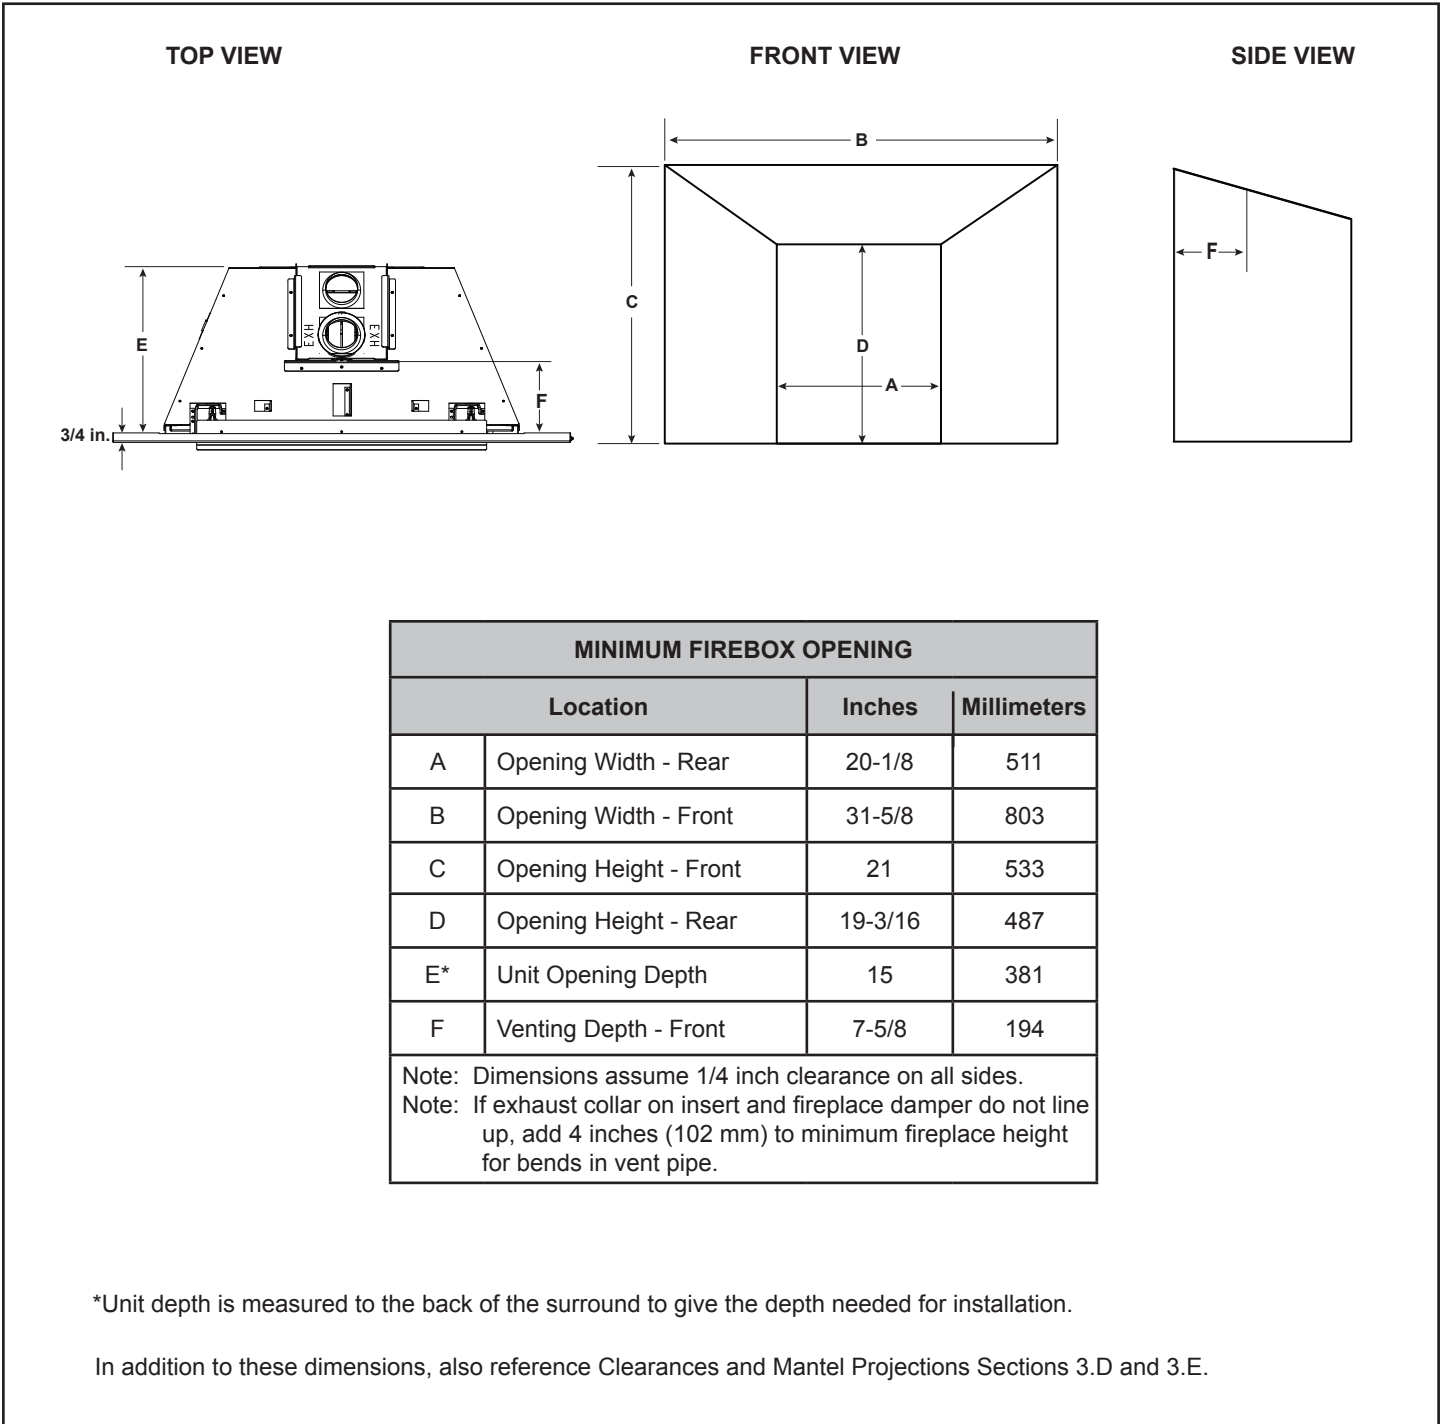 TOP VIEW FRONT VIEW SIDE VIEW
B
F
C
E
D
EXH EXH
A
F
3/4 in.
MINIMUM FIREBOX OPENING
Location Inches Millimeters
A Opening Width - Rear 20-1/8 511
B Opening Width - Front 31-5/8 803
C Opening Height - Front 21 533
D Opening Height - Rear 19-3/16 487
E* Unit Opening Depth 15 381
F Venting Depth - Front 7-5/8 194
Note: Dimensions assume 1/4 inch clearance on all sides.
Note: If exhaust collar on insert and fireplace damper do not line
up, add 4 inches (102 mm) to minimum fireplace height
for bends in vent pipe.
*Unit depth is measured to the back of the surround to give the depth needed for installation.
In addition to these dimensions, also reference Clearances and Mantel Projections Sections 3.D and 3.E.